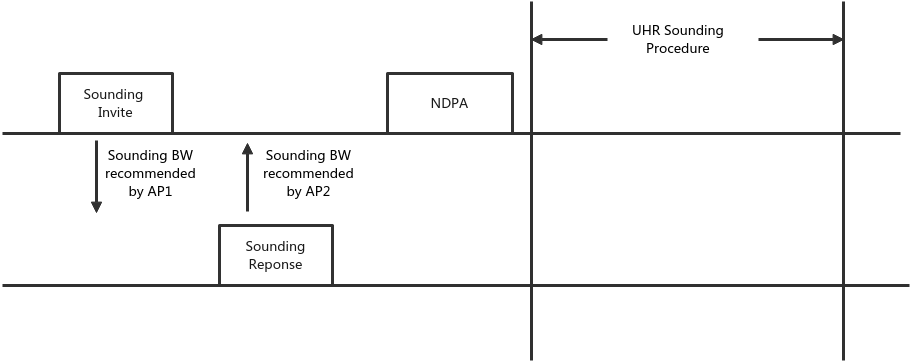 UHR Sounding
Procedure
Sounding
Invite
NDPA
Sounding BW
recommended
by AP1
Sounding BW
recommended
by AP2
Sounding
Reponse